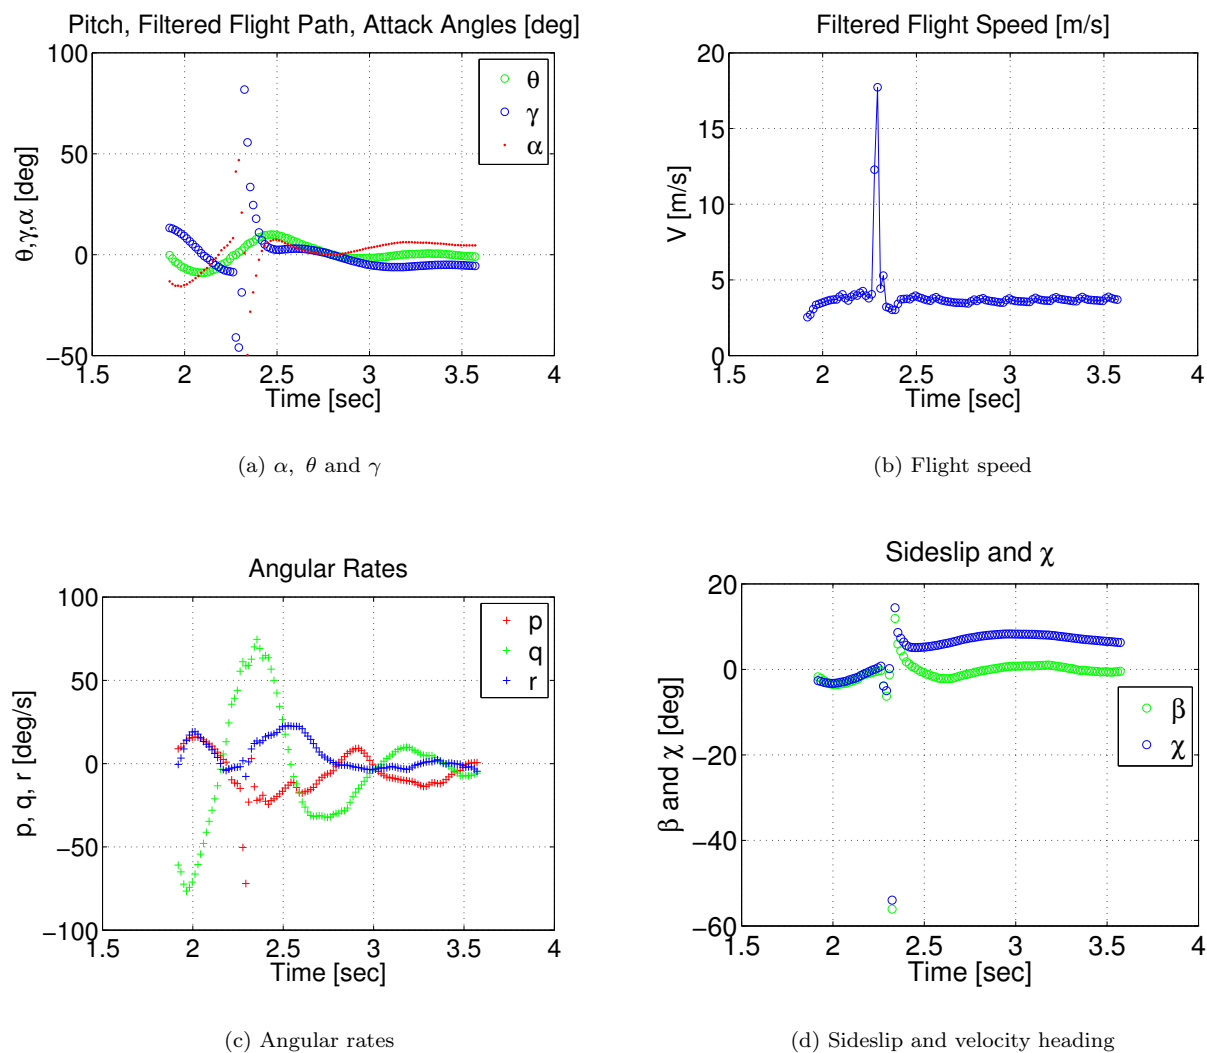 Pitch, Filtered Flight Path, Attack Angles [deg]
100
50
0
−50
θ,γ,α [deg]
θ
γ
α
1.5 2 2.5 3 3.5 4
Time [sec]
(a) α, θ and γ
Filtered Flight Speed [m/s]
20
15
10
5
0
V [m/s]
1.5 2 2.5 3 3.5 4
Time [sec]
(b) Flight speed
Angular Rates
100
50
0
−50
−100
p, q, r [deg/s]
p
q
r
1.5 2 2.5 3 3.5 4
Time [sec]
(c) Angular rates
Sideslip and χ
20
0
−20
−40
−60
β and χ [deg]
β
χ
1.5 2 2.5 3 3.5 4
Time [sec]
(d) Sideslip and velocity heading